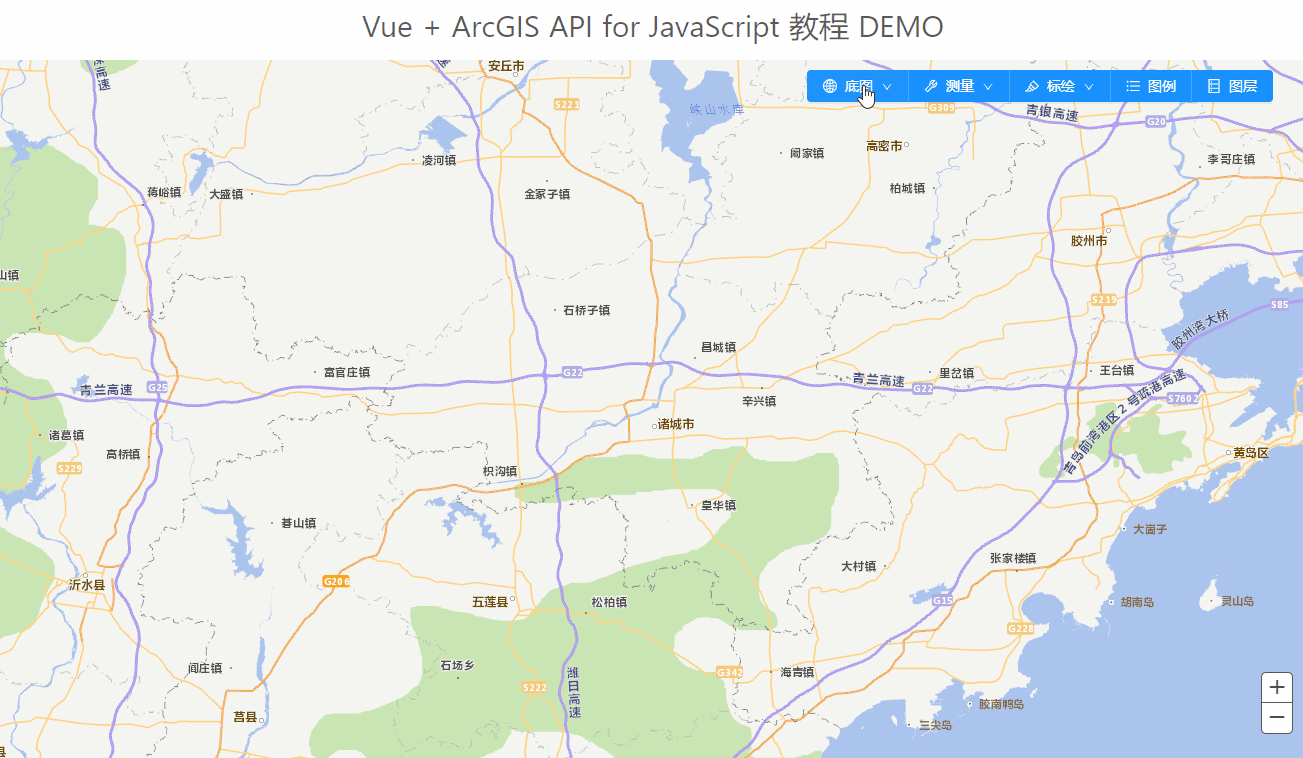 Vue + ArcGIS API for JavaScript 教程 DEMO
底图 测量 标绘 图例 图层
安丘市
S221
峡山水库
G309
青银高速
G20
高密市
阚家镇
李哥庄镇
凌河镇
柏城镇
蒋峪镇
大盛镇
金冢子镇
胶州市
山镇
S219
S85
石桥子镇
胶州湾大桥
昌城镇
富官庄镇
G22
青兰高速
G25
青兰高速
G22
里岔镇
王台镇
S7602
辛兴镇
诸城市
青岛前湾港区2号疏港高速
诸葛镇
高桥镇
S229
枳沟镇
黄岛区
皇华镇
碁山镇
大崮子
张家楼镇
大村镇
沂水县
G206
五莲县
松柏镇
G15
胡南岛
灵山岛
G228
石场乡
阎庄镇
G342
海青镇
S222
潍日高速
胶南鸭岛
莒县
三尖岛
县
+
−